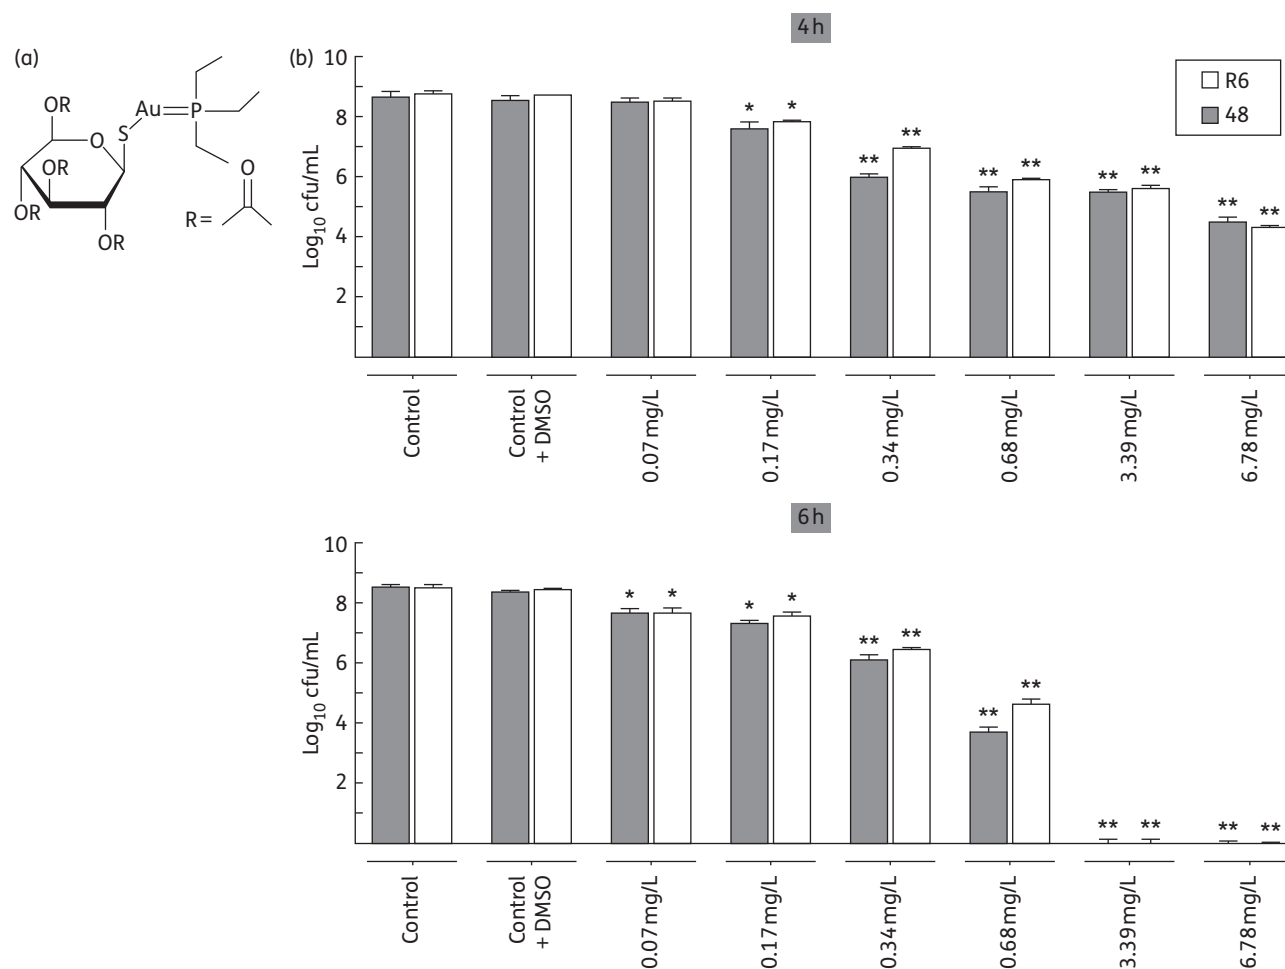 (a)
OR
Au
P
S
O
OR
OR
OR
O
R=
(b)
4h
Log10 cfu/mL
10
8
6
4
2
* *
** **
** **
** **
** **
R6
48
Control
Control
+ DMSO
0.07 mg/L
0.17 mg/L
0.34 mg/L
0.68 mg/L
3.39 mg/L
6.78 mg/L
6h
Log10 cfu/mL
10
8
6
4
2
* *
* *
** **
** **
** **
** **
Control
Control
+ DMSO
0.07 mg/L
0.17 mg/L
0.34 mg/L
0.68 mg/L
3.39 mg/L
6.78 mg/L